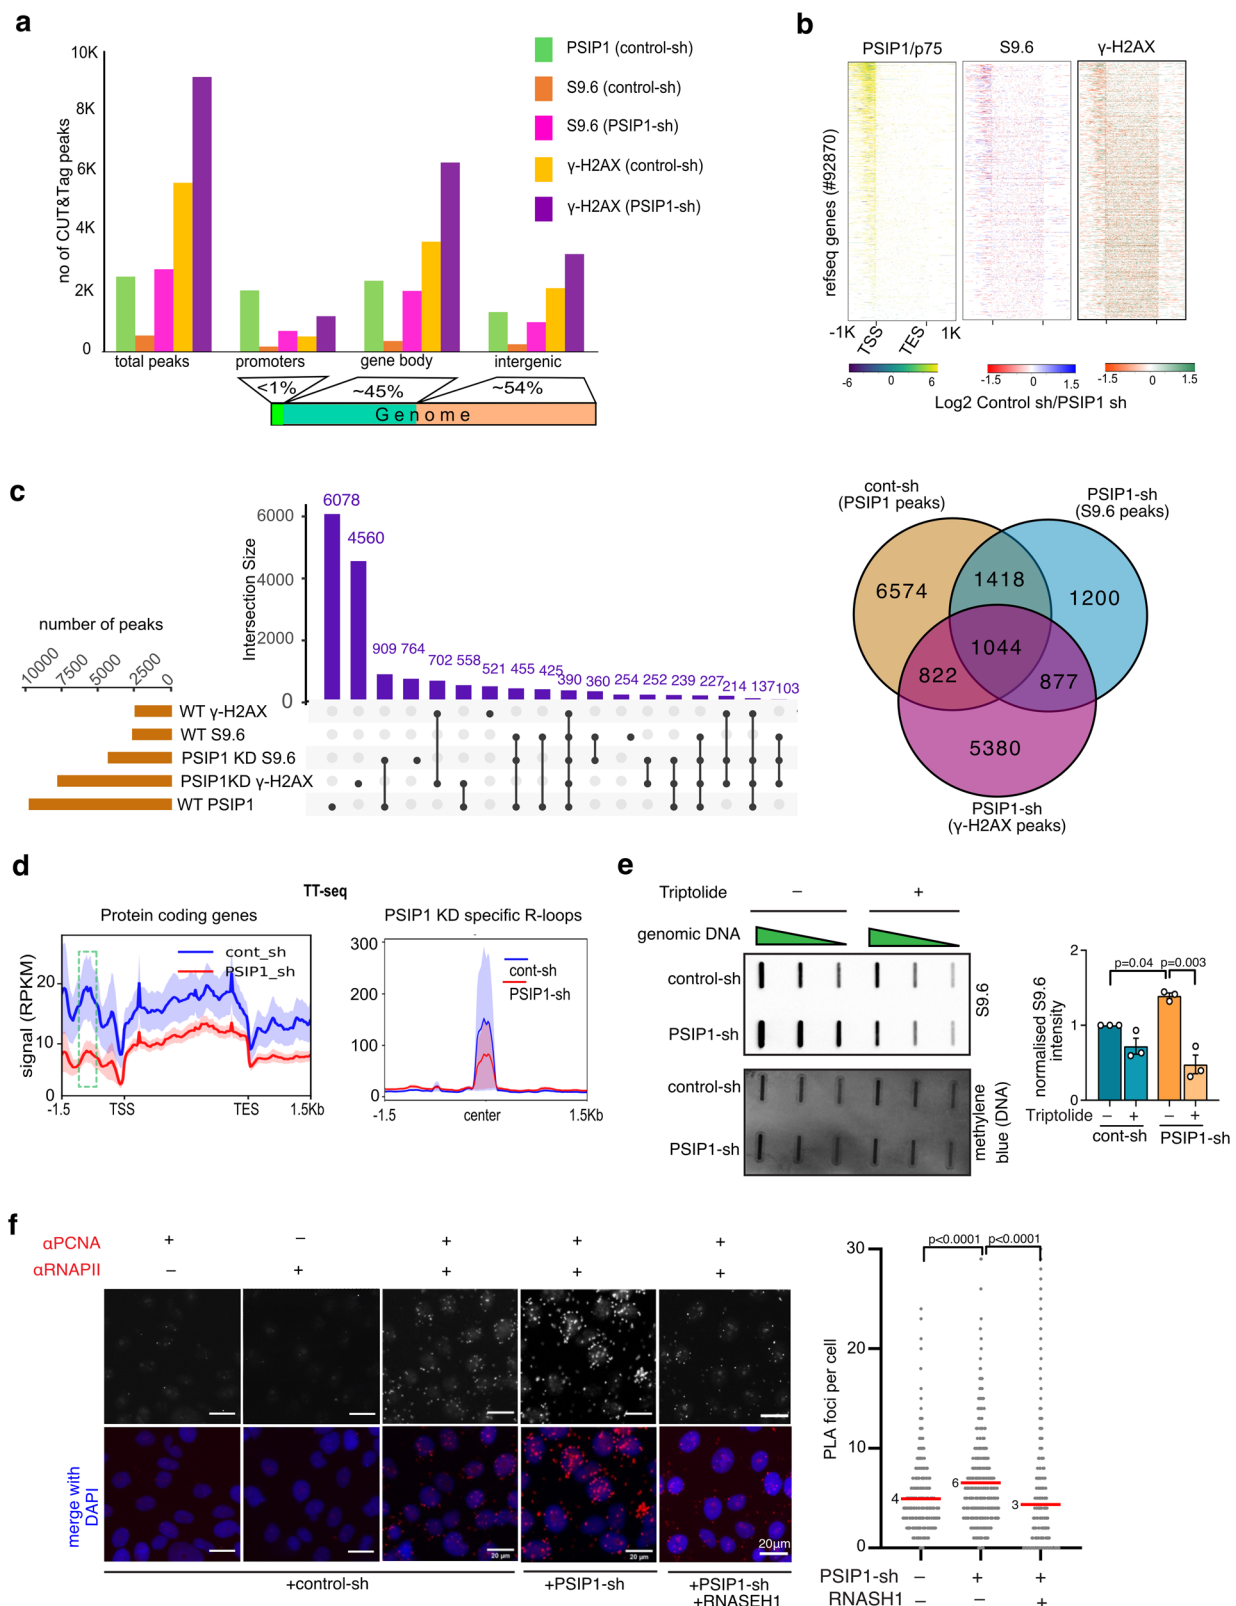 a
10K
8K
6K
4K
2K
0
no of CUT&Tag peaks
PSIP1 (control-sh)
S9.6 (control-sh)
S9.6 (PSIP1-sh)
γ-H2AX (control-sh)
γ-H2AX (PSIP1-sh)
total peaks
promoters
gene body
intergenic
<1%
~45%
~54%
Genome
b
PSIP1/p75
S9.6
γ-H2AX
refseq genes (#92870)
-1K
TSS
TES
1K
-6 0 6
-1.5 0 1.5
-1.5 0 1.5
Log2 Control sh/PSIP1 sh
c
number of peaks
10000 7500 5000 2500 0
Intersection Size
6000
4000
2000
0
6078
4560
909 764 702 558 521 455 425 390 360 254 252 239 227 214 137 103
WT γ-H2AX
WT S9.6
PSIP1 KD S9.6
PSIP1KD γ-H2AX
WT PSIP1
cont-sh
(PSIP1 peaks)
PSIP1-sh
(S9.6 peaks)
6574
1418
1200
1044
822
877
5380
PSIP1-sh
(γ-H2AX peaks)
d
TT-seq
Protein coding genes
signal (RPKM)
20
10
0
cont_sh
PSIP1_sh
-1.5 TSS TES 1.5Kb
PSIP1 KD specific R-loops
300
200
100
0
cont-sh
PSIP1-sh
-1.5 center 1.5Kb
e
Triptolide – +
genomic DNA
control-sh
PSIP1-sh
S9.6
control-sh
PSIP1-sh
methylene
blue (DNA)
normalised S9.6
intensity
2
1
0
p=0.04
p=0.003
Triptolide – + – +
cont-sh
PSIP1-sh
f
αPCNA + – + + +
αRNAPII – + + + +
merge with
DAPI
20 μm
20 μm
20μm
+control-sh
+PSIP1-sh
+PSIP1-sh
+RNASEH1
PLA foci per cell
30
20
10
0
p<0.0001
p<0.0001
4
6
3
PSIP1-sh – + +
RNASH1 – – +